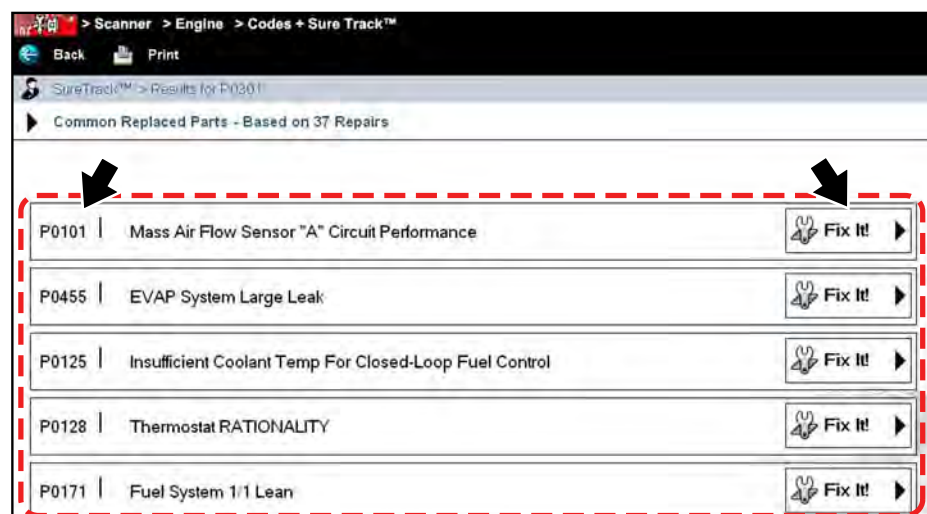 > Scanner > Engine > Codes + Sure Track™
Back Print
SureTrack™ > Results for P0301
Common Replaced Parts - Based on 37 Repairs
P0101 | Mass Air Flow Sensor "A" Circuit Performance Fix It!
P0455 | EVAP System Large Leak Fix It!
P0125 | Insufficient Coolant Temp For Closed-Loop Fuel Control Fix It!
P0128 | Thermostat RATIONALITY Fix It!
P0171 | Fuel System 1/1 Lean Fix It!